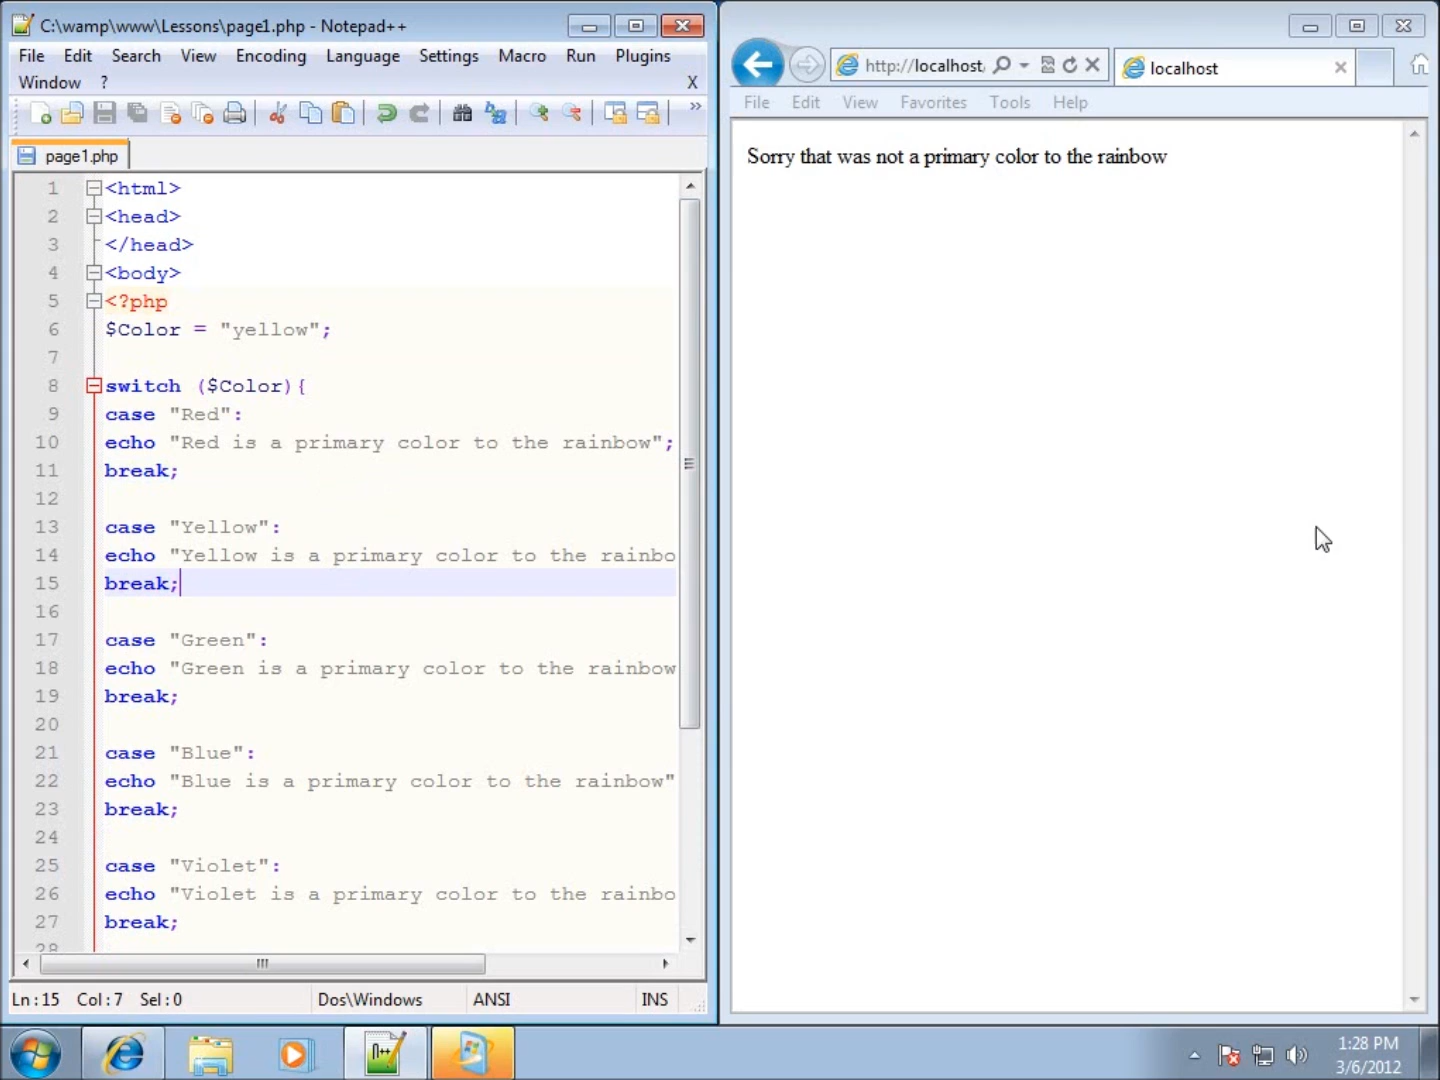 C:\wamp\www\Lessons\page1.php - Notepad++
File Edit Search View Encoding Language Settings Macro Run Plugins
Window ? X
page1.php
1 <html>
2 <head>
3 </head>
4 <body>
5 <?php
6 $Color = "yellow";
7
8 switch ($Color){
9 case "Red":
10 echo "Red is a primary color to the rainbow";
11 break;
12
13 case "Yellow":
14 echo "Yellow is a primary color to the rainbo
15 break;
16
17 case "Green":
18 echo "Green is a primary color to the rainbow
19 break;
20
21 case "Blue":
22 echo "Blue is a primary color to the rainbow"
23 break;
24
25 case "Violet":
26 echo "Violet is a primary color to the rainbo
27 break;
28
Ln:15 Col:7 Sel:0 Dos\Windows ANSI INS
http://localhost
localhost
File Edit View Favorites Tools Help
Sorry that was not a primary color to the rainbow
1:28 PM
3/6/2012